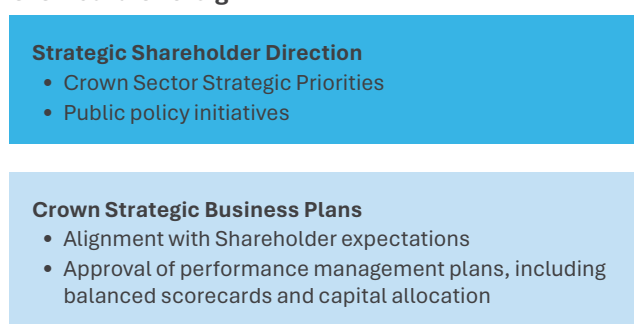 Strategic Shareholder Direction
• Crown Sector Strategic Priorities
• Public policy initiatives
Crown Strategic Business Plans
• Alignment with Shareholder expectations
• Approval of performance management plans, including
balanced scorecards and capital allocation